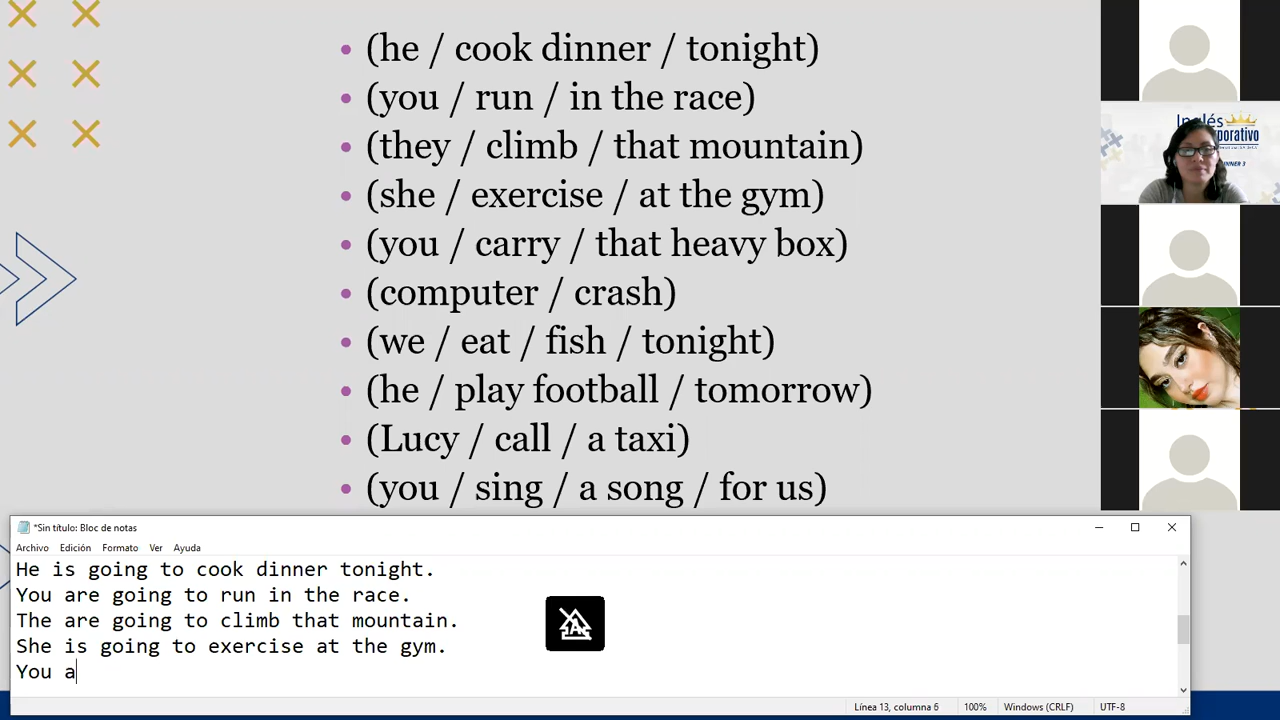 (he / cook dinner / tonight)
(you / run / in the race)
(they / climb / that mountain)
(she / exercise / at the gym)
(you / carry / that heavy box)
(computer / crash)
(we / eat / fish / tonight)
(he / play football / tomorrow)
(Lucy / call / a taxi)
(you / sing / a song / for us)
Inglés
porativo
*Sin título: Bloc de notas
Archivo Edición Formato Ver Ayuda
He is going to cook dinner tonight.
You are going to run in the race.
The are going to climb that mountain.
She is going to exercise at the gym.
You a
Línea 13, columna 6 100% Windows (CRLF) UTF-8